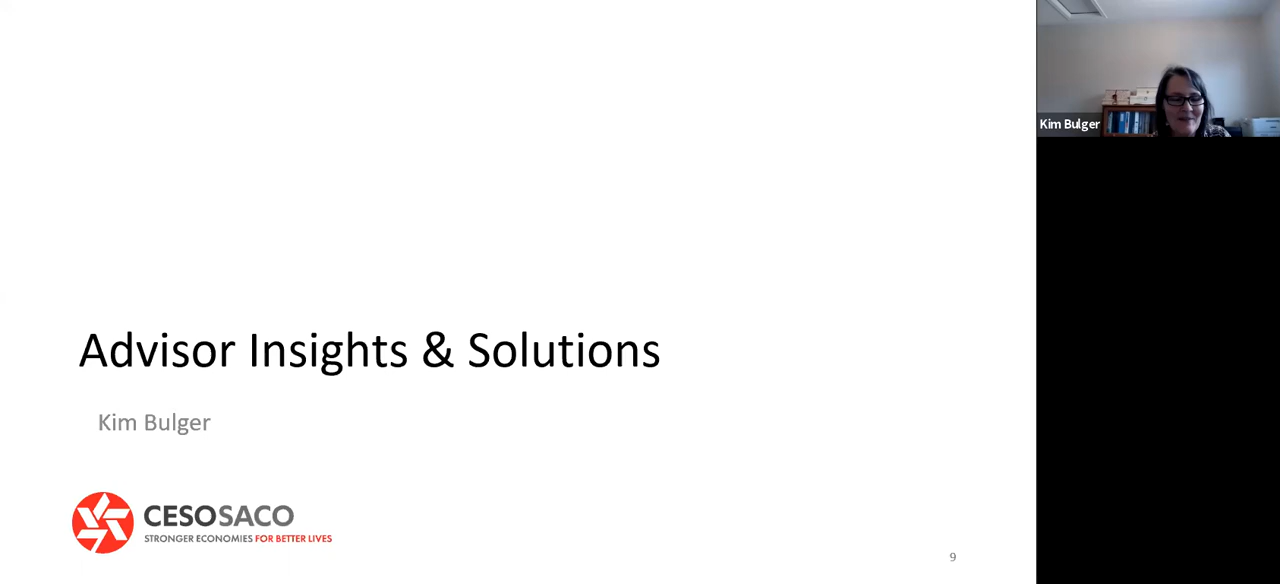 Advisor Insights & Solutions
Kim Bulger
CESOSACO
STRONGER ECONOMIES FOR BETTER LIVES
9
Kim Bulger